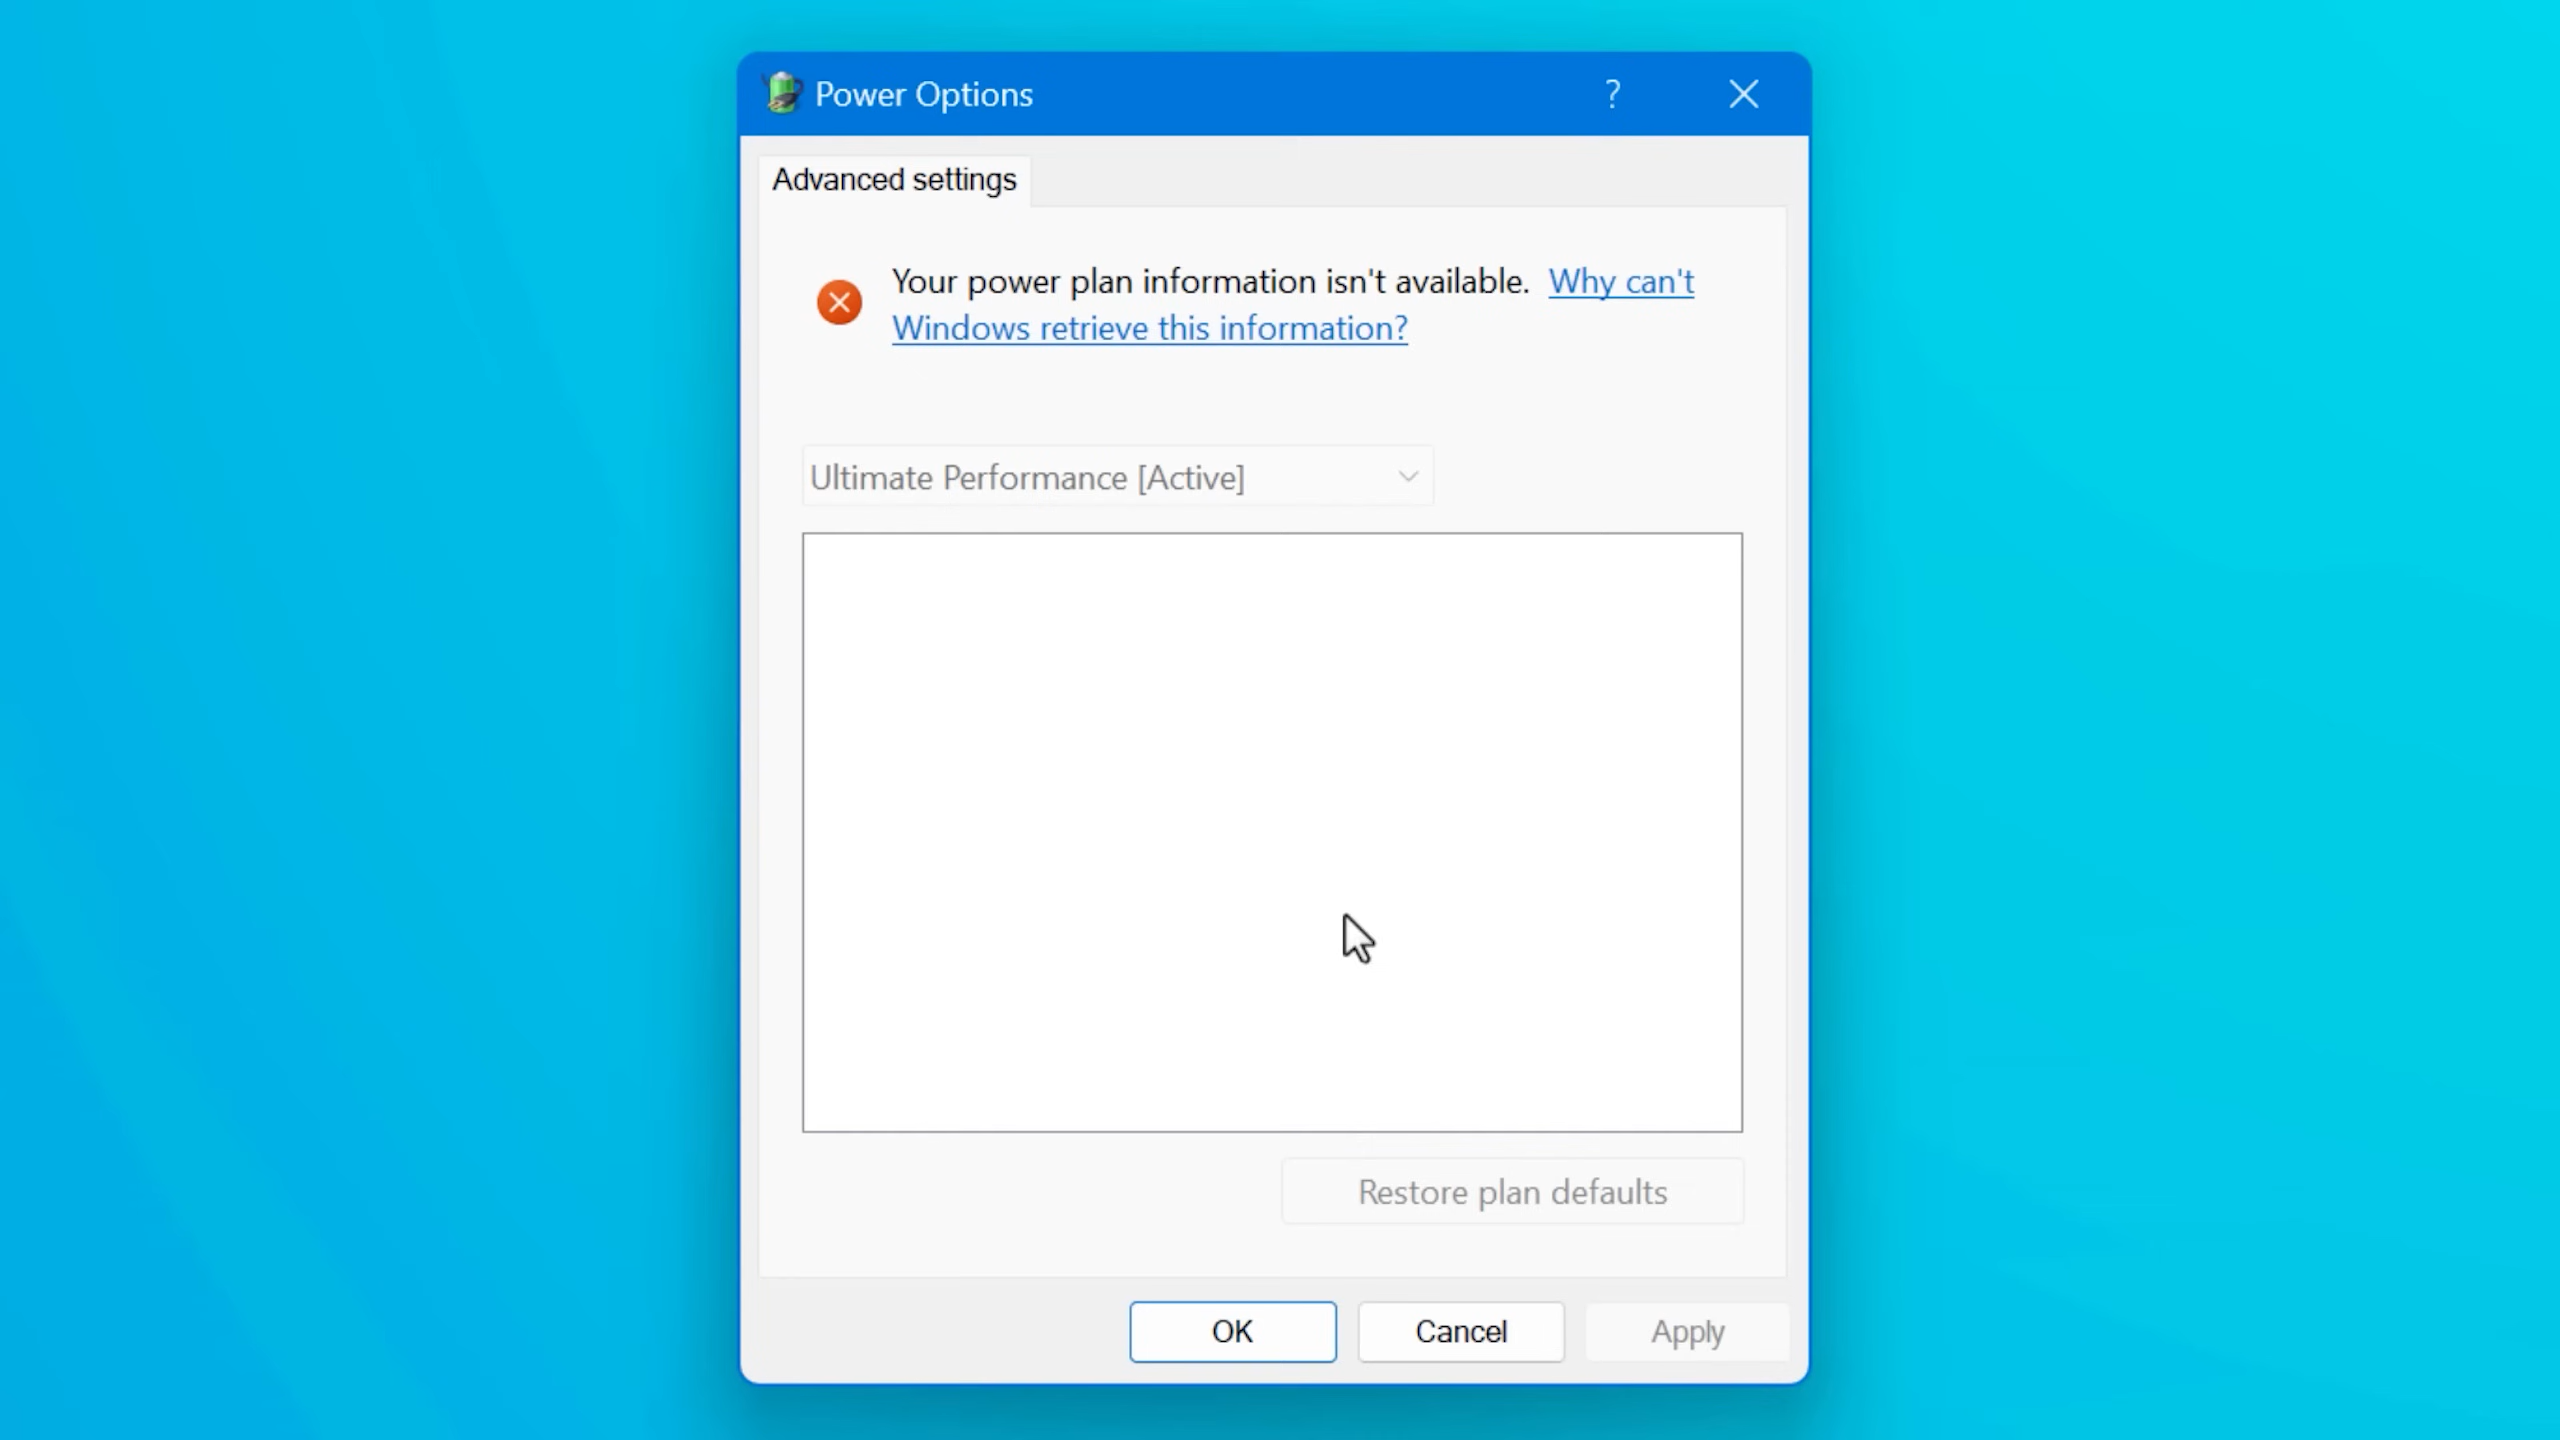 Power Options
?
Advanced settings
Your power plan information isn't available. Why can't
Windows retrieve this information?
Ultimate Performance [Active]
Restore plan defaults
OK
Cancel
Apply